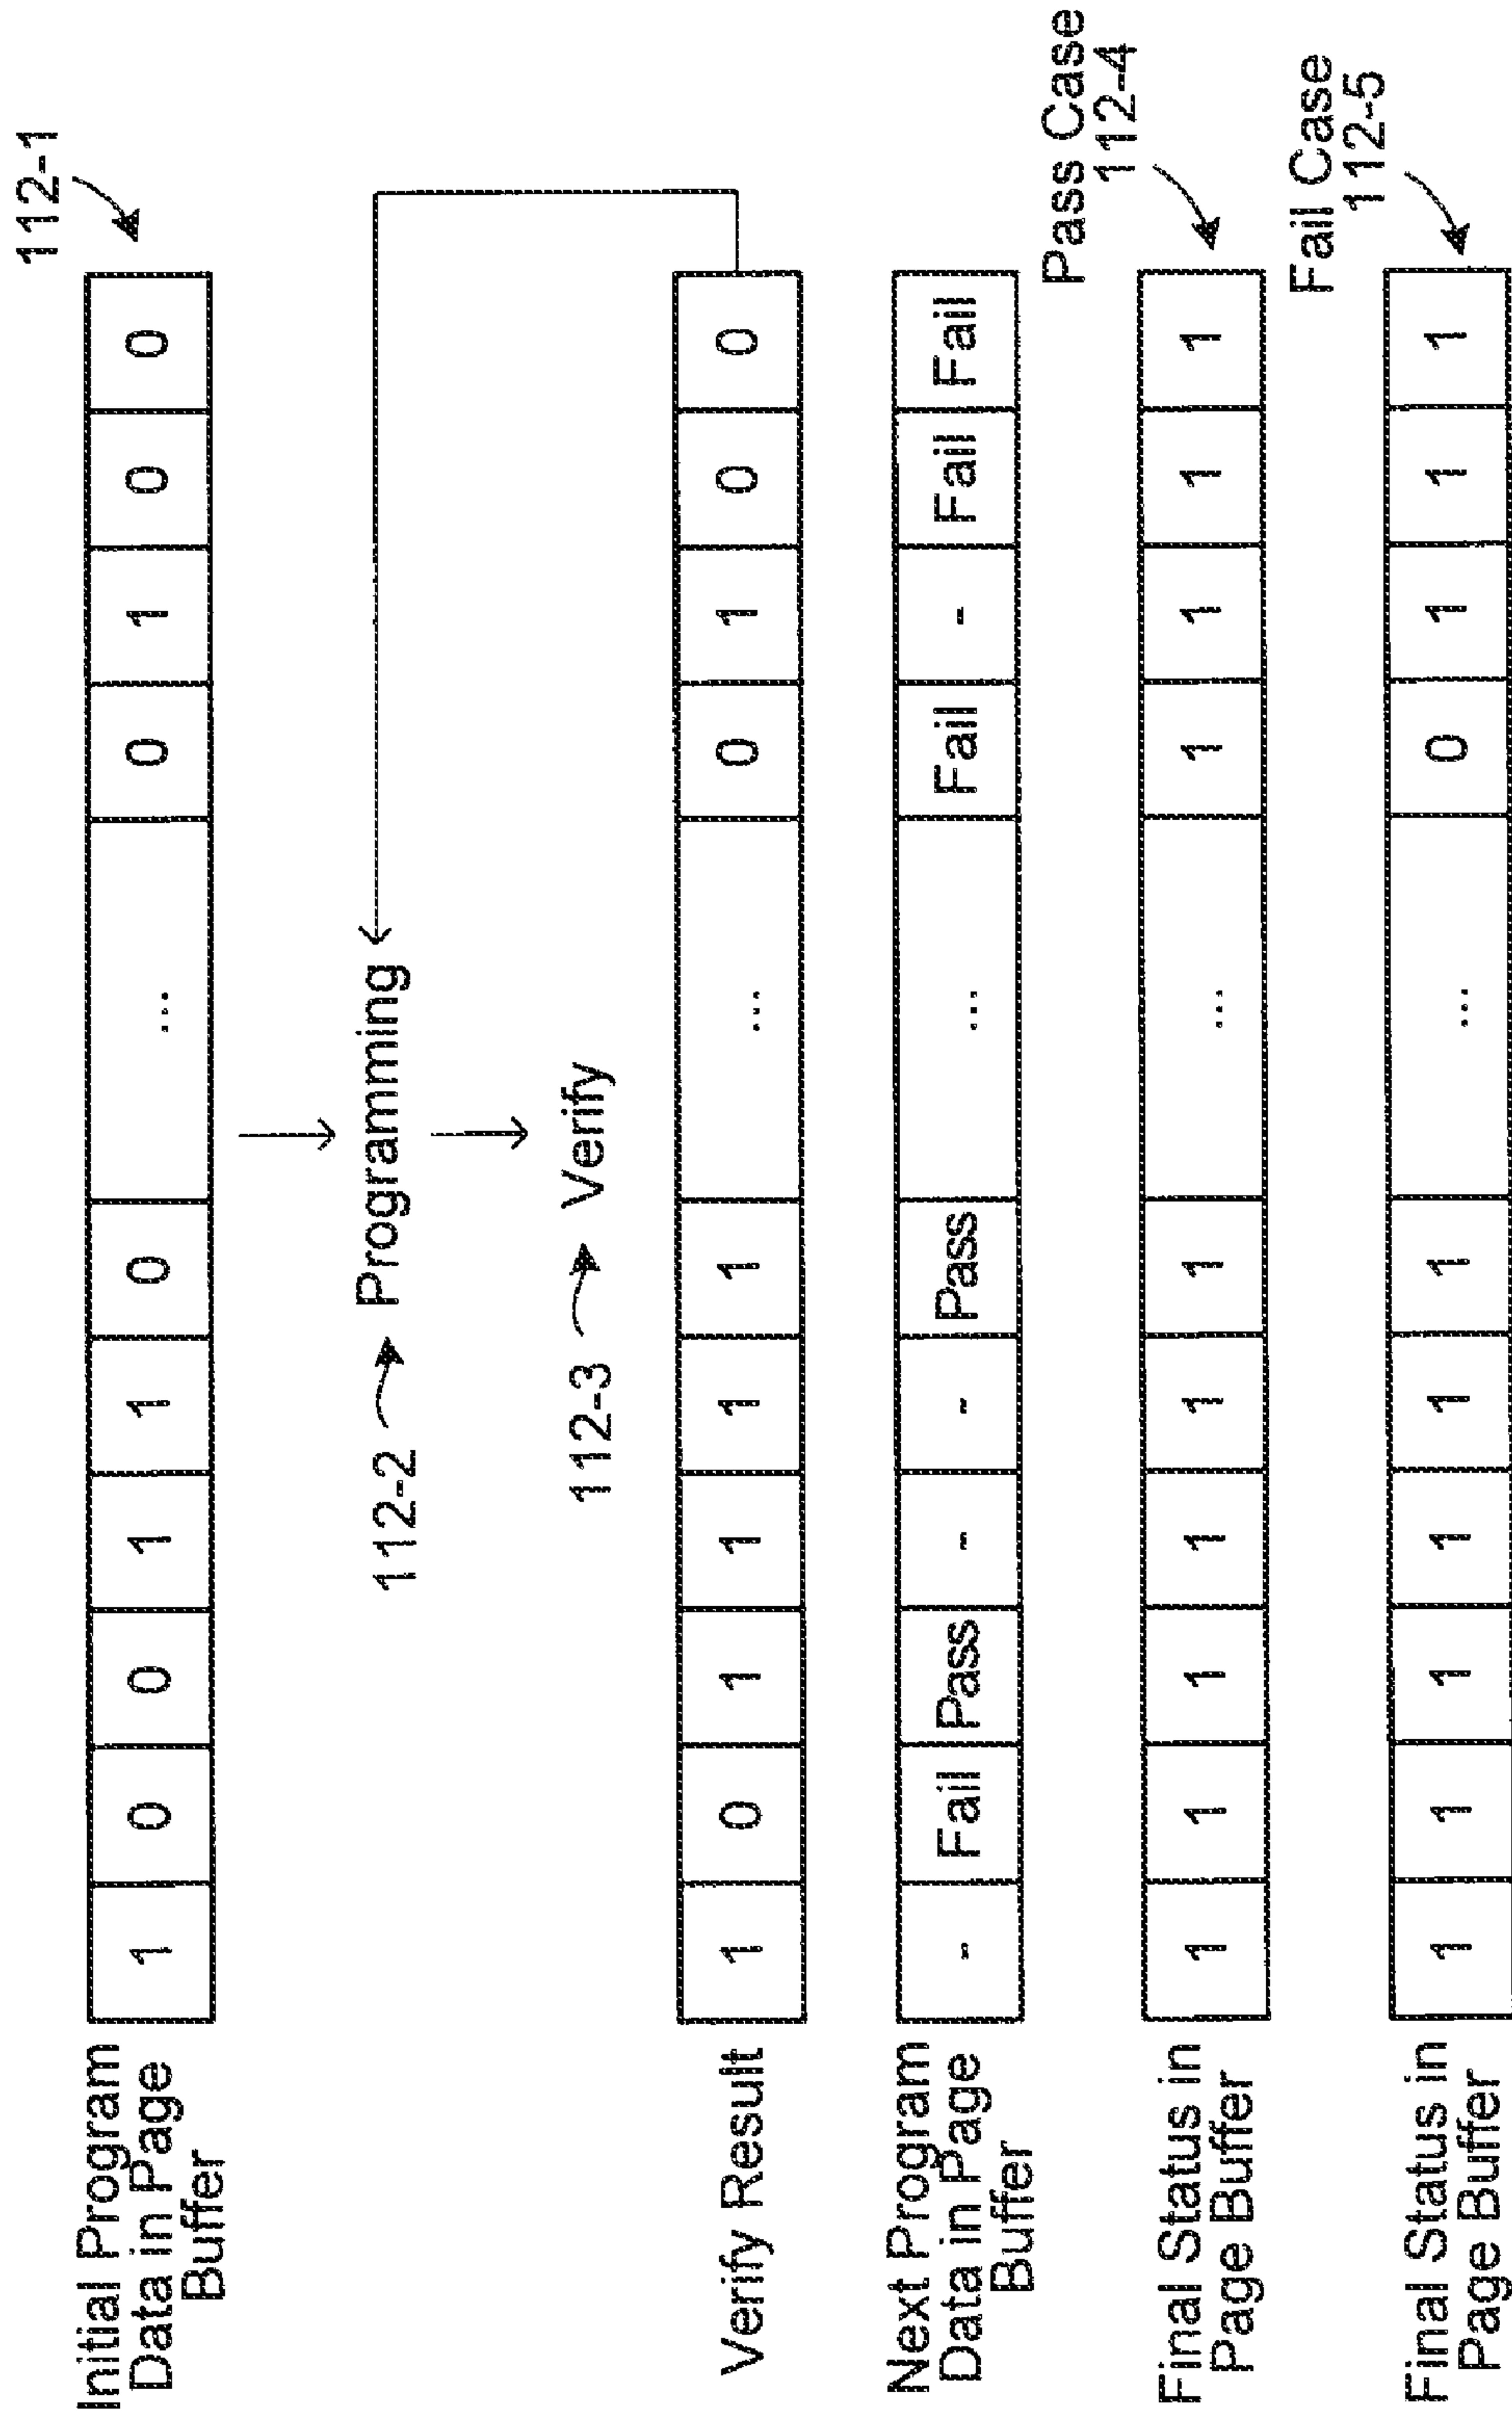 112-1
Initial Program
Data in Page
Buffer
1 0 0 1 1 0 ... 0 1 0 0
112-2 Programming
112-3 Verify
Verify Result
1 0 1 1 1 1 ... 0 1 0 0
Next Program
Data in Page
Buffer
- Fail Pass - - Pass ... Fail - Fail Fail
Pass Case
112-4
Final Status in
Page Buffer
1 1 1 1 1 1 ... 1 1 1 1
Fail Case
112-5
Final Status in
Page Buffer
1 1 1 1 1 1 ... 0 1 1 1